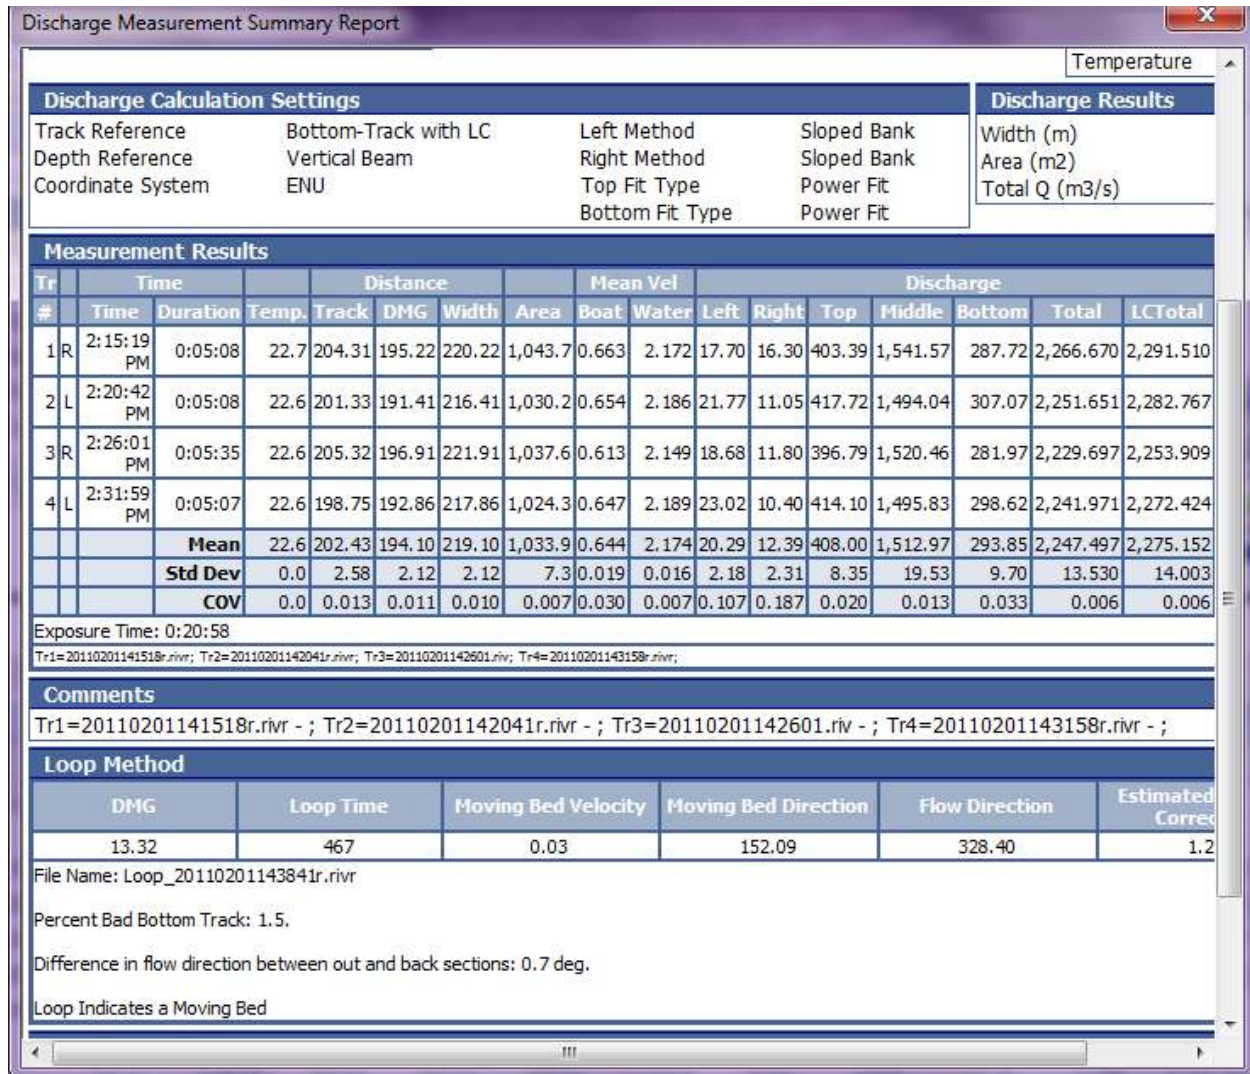 Discharge Measurement Summary Report
x
Temperature
Discharge Calculation Settings
Discharge Results
Track Reference Bottom-Track with LC Left Method Sloped Bank
Width (m)
Depth Reference Vertical Beam Right Method Sloped Bank
Area (m2)
Coordinate System ENU Top Fit Type Power Fit
Total Q (m3/s)
Bottom Fit Type Power Fit
Measurement Results
Tr Time Distance Mean Vel Discharge
# Time Duration Temp. Track DMG Width Area Boat Water Left Right Top Middle Bottom Total LCTotal
1 R 2:15:19 PM 0:05:08 22.7 204.31 195.22 220.22 1,043.7 0.663 2.172 17.70 16.30 403.39 1,541.57 287.72 2,266.670 2,291.510
2 L 2:20:42 PM 0:05:08 22.6 201.33 191.41 216.41 1,030.2 0.654 2.186 21.77 11.05 417.72 1,494.04 307.07 2,251.651 2,282.767
3 R 2:26:01 PM 0:05:35 22.6 205.32 196.91 221.91 1,037.6 0.613 2.149 18.68 11.80 396.79 1,520.46 281.97 2,229.697 2,253.909
4 L 2:31:59 PM 0:05:07 22.6 198.75 192.86 217.86 1,024.3 0.647 2.189 23.02 10.40 414.10 1,495.83 298.62 2,241.971 2,272.424
Mean 22.6 202.43 194.10 219.10 1,033.9 0.644 2.174 20.29 12.39 408.00 1,512.97 293.85 2,247.497 2,275.152
Std Dev 0.0 2.58 2.12 2.12 7.3 0.019 0.016 2.18 2.31 8.35 19.53 9.70 13.530 14.003
COV 0.0 0.013 0.011 0.010 0.007 0.030 0.007 0.107 0.187 0.020 0.013 0.033 0.006 0.006
Exposure Time: 0:20:58
Tr1=20110201141518r.rivr; Tr2=20110201142041r.rivr; Tr3=20110201142601.riv; Tr4=20110201143158r.rivr;
Comments
Tr1=20110201141518r.rivr - ; Tr2=20110201142041r.rivr - ; Tr3=20110201142601.riv - ; Tr4=20110201143158r.rivr - ;
Loop Method
DMG Loop Time Moving Bed Velocity Moving Bed Direction Flow Direction Estimated Correc
13.32 467 0.03 152.09 328.40 1.2
File Name: Loop_20110201143841r.rivr
Percent Bad Bottom Track: 1.5.
Difference in flow direction between out and back sections: 0.7 deg.
Loop Indicates a Moving Bed